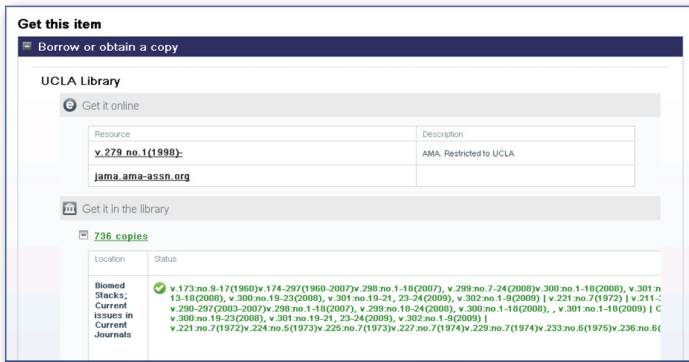 Get this item
Borrow or obtain a copy
UCLA Library
Get it online
Resource Description
v.279 no.1(1998)- AMA. Restricted to UCLA
jama.ama-assn.org
Get it in the library
736 copies
Location Status
Biomed Stacks; Current issues in Current Journals
v.173:no.9-17(1960)v.174-297(1960-2007)v.298:no.1-18(2007), v.299:no.7-24(2008)v.300:no.1-18(2008), v.301:n
13-18(2008), v.300:no.19-23(2008), v.301:no.19-21, 23-24(2009), v.302:no.1-9(2009) | v.221:no.7(1972) | v.211-
v.290-297(2003-2007)v.298:no.1-18(2007), v.299:no.18-24(2008), v.300:no.1-18(2008), , v.301:no.1-18(2009) | C
v.300:no.19-23(2008), v.301:no.19-21, 23-24(2009), v.302:no.1-9(2009) |
v.221:no.7(1972)v.224:no.5(1973)v.225:no.7(1973)v.227:no.7(1974)v.229:no.7(1974)v.233:no.6(1975)v.236:no.6(